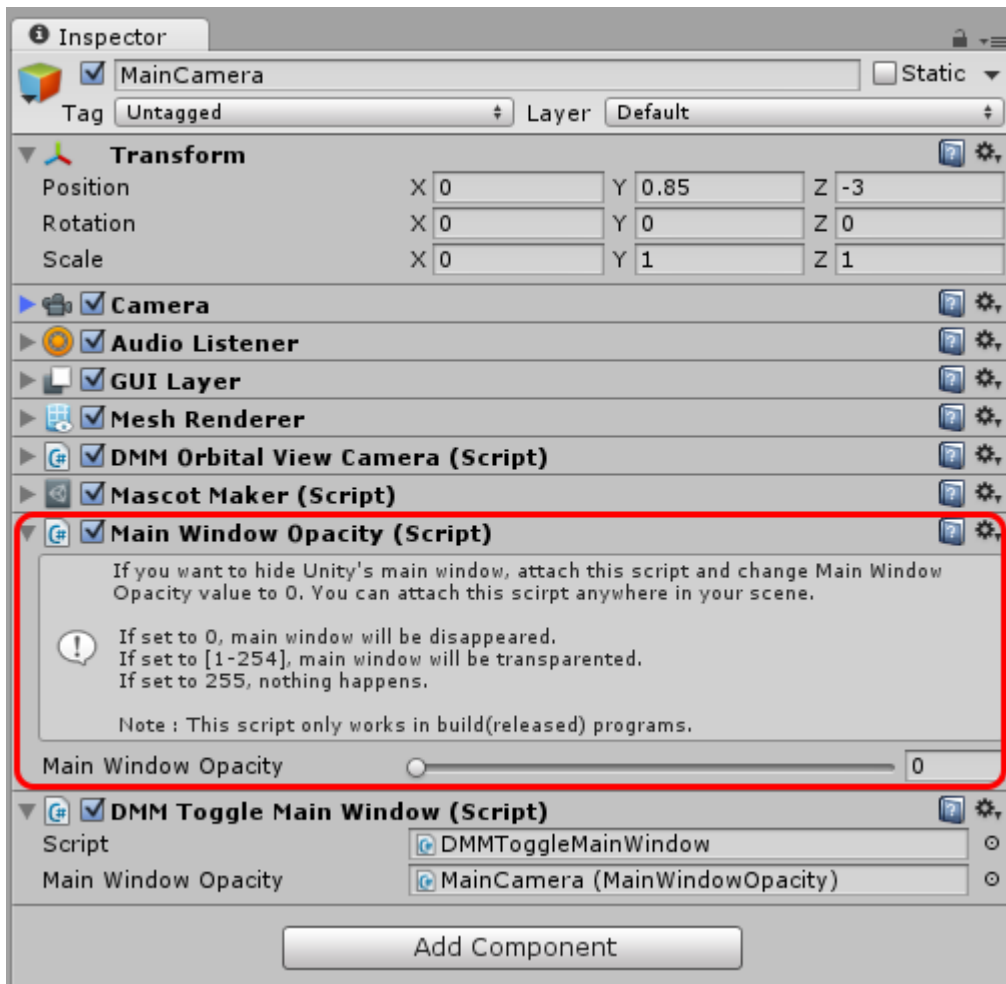 Inspector
MainCamera Static
Tag Untagged Layer Default
Transform
Position X 0 Y 0.85 Z -3
Rotation X 0 Y 0 Z 0
Scale X 0 Y 1 Z 1
Camera
Audio Listener
GUI Layer
Mesh Renderer
DMM Orbital View Camera (Script)
Mascot Maker (Script)
Main Window Opacity (Script)
If you want to hide Unity's main window, attach this script and change Main Window
Opacity value to 0. You can attach this scirpt anywhere in your scene.
If set to 0, main window will be disappeared.
If set to [1-254], main window will be transparented.
If set to 255, nothing happens.
Note : This script only works in build(released) programs.
Main Window Opacity 0
DMM Toggle Main Window (Script)
Script DMMToggleMainWindow
Main Window Opacity MainCamera (MainWindowOpacity)
Add Component